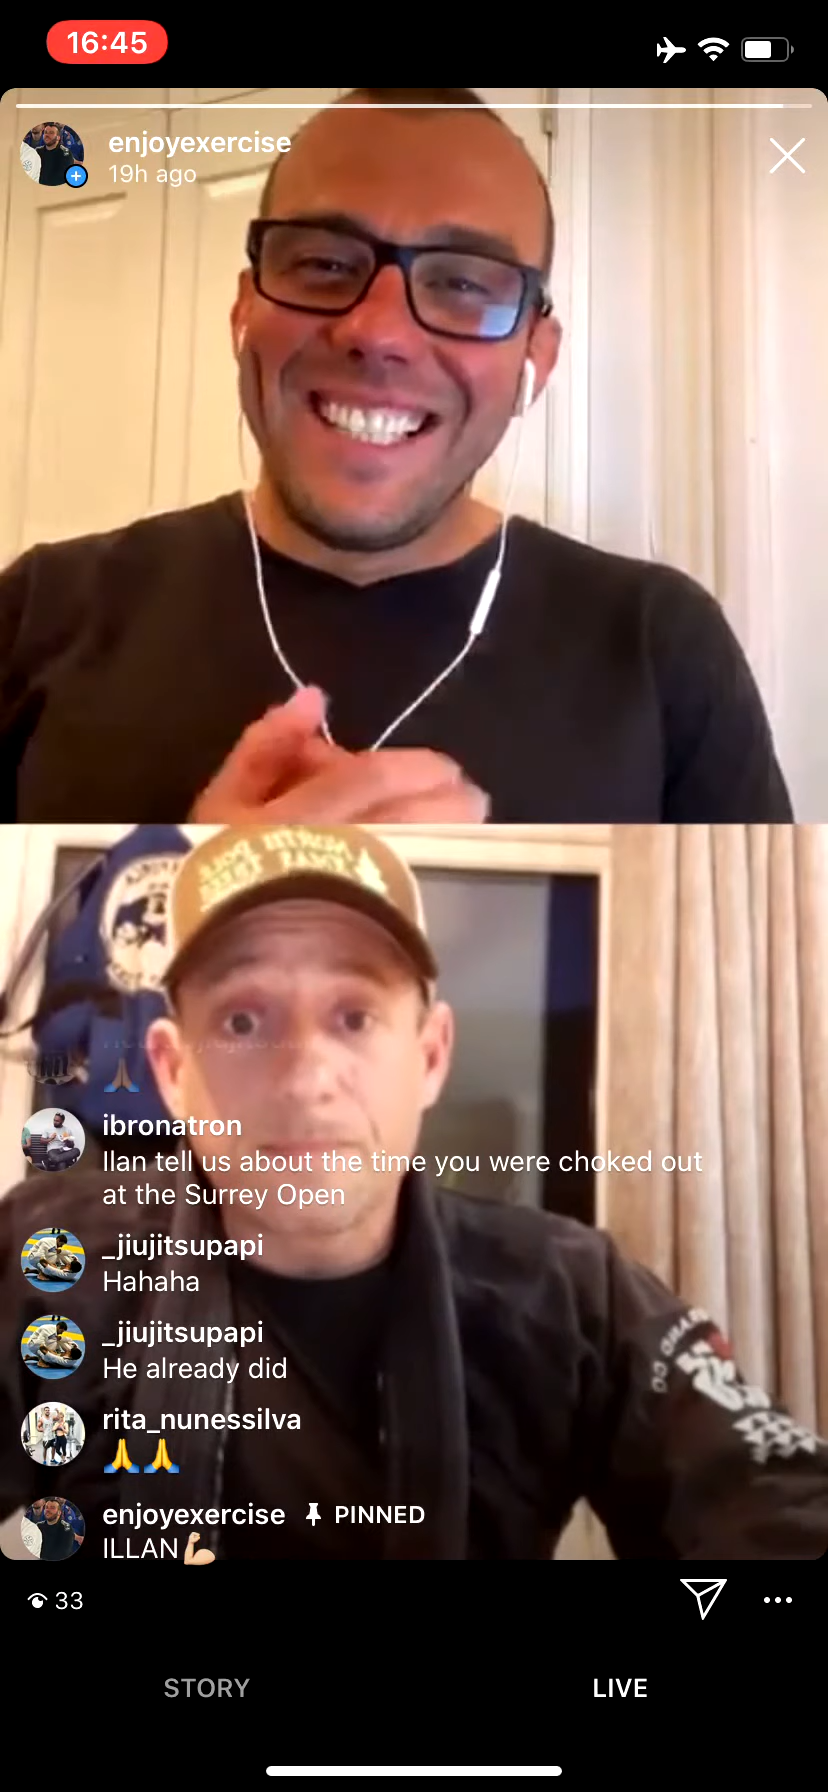 16:45
enjoyexercise
19h ago
ibronatron
Ilan tell us about the time you were choked out
at the Surrey Open
_jiujitsupapi
Hahaha
_jiujitsupapi
He already did
rita_nunessilva
🙏🙏
enjoyexercise PINNED
ILLAN💪🏻
33
STORY
LIVE